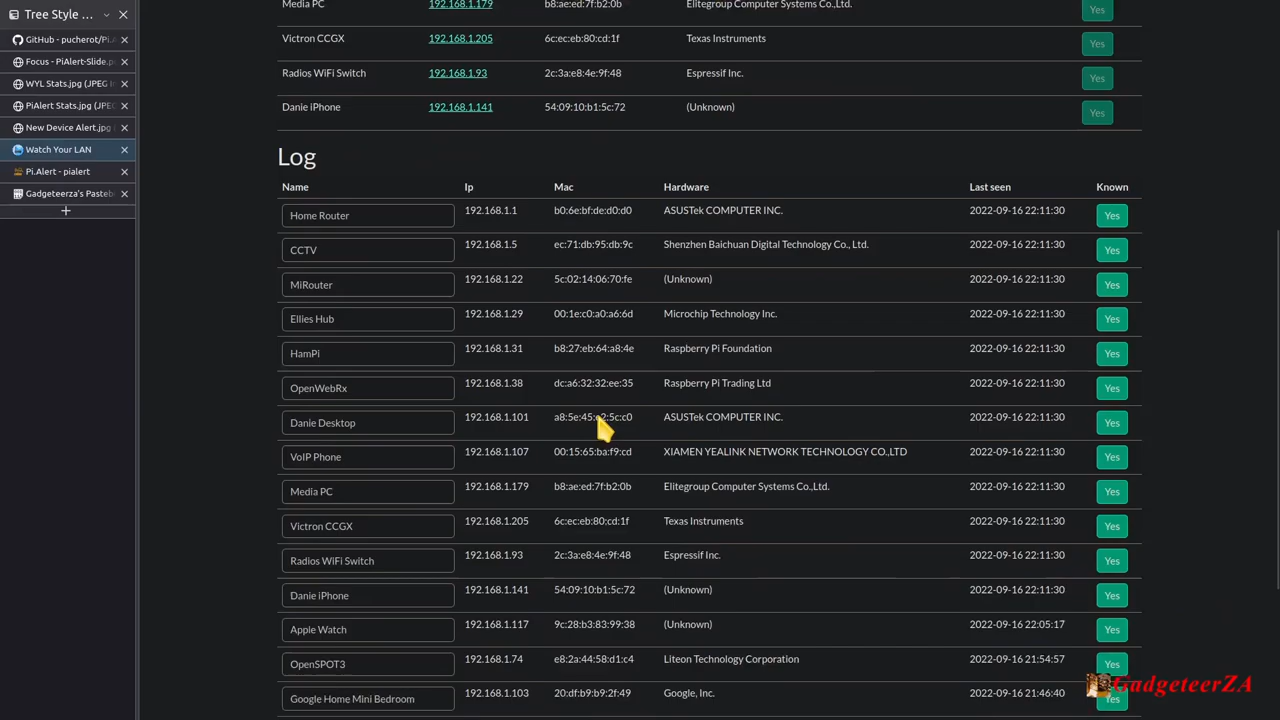 Tree Style ...
GitHub - pucherot/Pi.A
Focus - PiAlert-Slide.p
WYL Stats.jpg (JPEG I
PiAlert Stats.jpg (JPE
New Device Alert.jpg
Watch Your LAN
Pi.Alert - pialert
Gadgeteerza's Pasteb
Media PC 192.168.1.179 b8:ae:ed:7f:b2:0b Elitegroup Computer Systems Co.,Ltd. Yes
Victron CCGX 192.168.1.205 6c:ec:eb:80:cd:1f Texas Instruments Yes
Radios WiFi Switch 192.168.1.93 2c:3a:e8:4e:9f:48 Espressif Inc. Yes
Danie iPhone 192.168.1.141 54:09:10:b1:5c:72 (Unknown) Yes
Log
Name Ip Mac Hardware Last seen Known
Home Router 192.168.1.1 b0:6e:bf:de:d0:d0 ASUSTek COMPUTER INC. 2022-09-16 22:11:30 Yes
CCTV 192.168.1.5 ec:71:db:95:db:9c Shenzhen Baichuan Digital Technology Co., Ltd. 2022-09-16 22:11:30 Yes
MiRouter 192.168.1.22 5c:02:14:06:70:fe (Unknown) 2022-09-16 22:11:30 Yes
Ellies Hub 192.168.1.29 00:1e:c0:a0:a6:6d Microchip Technology Inc. 2022-09-16 22:11:30 Yes
HamPi 192.168.1.31 b8:27:eb:64:a8:4e Raspberry Pi Foundation 2022-09-16 22:11:30 Yes
OpenWebRx 192.168.1.38 dc:a6:32:32:ee:35 Raspberry Pi Trading Ltd 2022-09-16 22:11:30 Yes
Danie Desktop 192.168.1.101 ASUSTek COMPUTER INC. 2022-09-16 22:11:30 Yes
VoIP Phone 192.168.1.107 00:15:65:ba:f9:cd XIAMEN YEALINK NETWORK TECHNOLOGY CO.,LTD 2022-09-16 22:11:30 Yes
Media PC 192.168.1.179 b8:ae:ed:7f:b2:0b Elitegroup Computer Systems Co.,Ltd. 2022-09-16 22:11:30 Yes
Victron CCGX 192.168.1.205 6c:ec:eb:80:cd:1f Texas Instruments 2022-09-16 22:11:30 Yes
Radios WiFi Switch 192.168.1.93 2c:3a:e8:4e:9f:48 Espressif Inc. 2022-09-16 22:11:30 Yes
Danie iPhone 192.168.1.141 54:09:10:b1:5c:72 (Unknown) 2022-09-16 22:11:30 Yes
Apple Watch 192.168.1.117 9c:28:b3:83:99:38 (Unknown) 2022-09-16 22:05:17 Yes
OpenSPOT3 192.168.1.74 e8:2a:44:58:d1:c4 Liteon Technology Corporation 2022-09-16 21:54:57 Yes
Google Home Mini Bedroom 192.168.1.103 20:df:b9:b9:2f:49 Google, Inc. 2022-09-16 21:46:40 Yes
GadgeteerZA